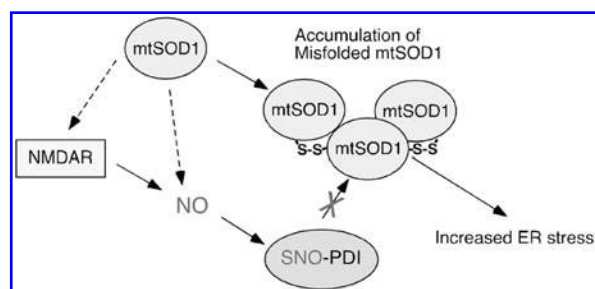 mtSOD1
Accumulation of
Misfolded mtSOD1
mtSOD1
mtSOD1
S-S
mtSOD1
S-S
NMDAR
NO
SNO-PDI
Increased ER stress